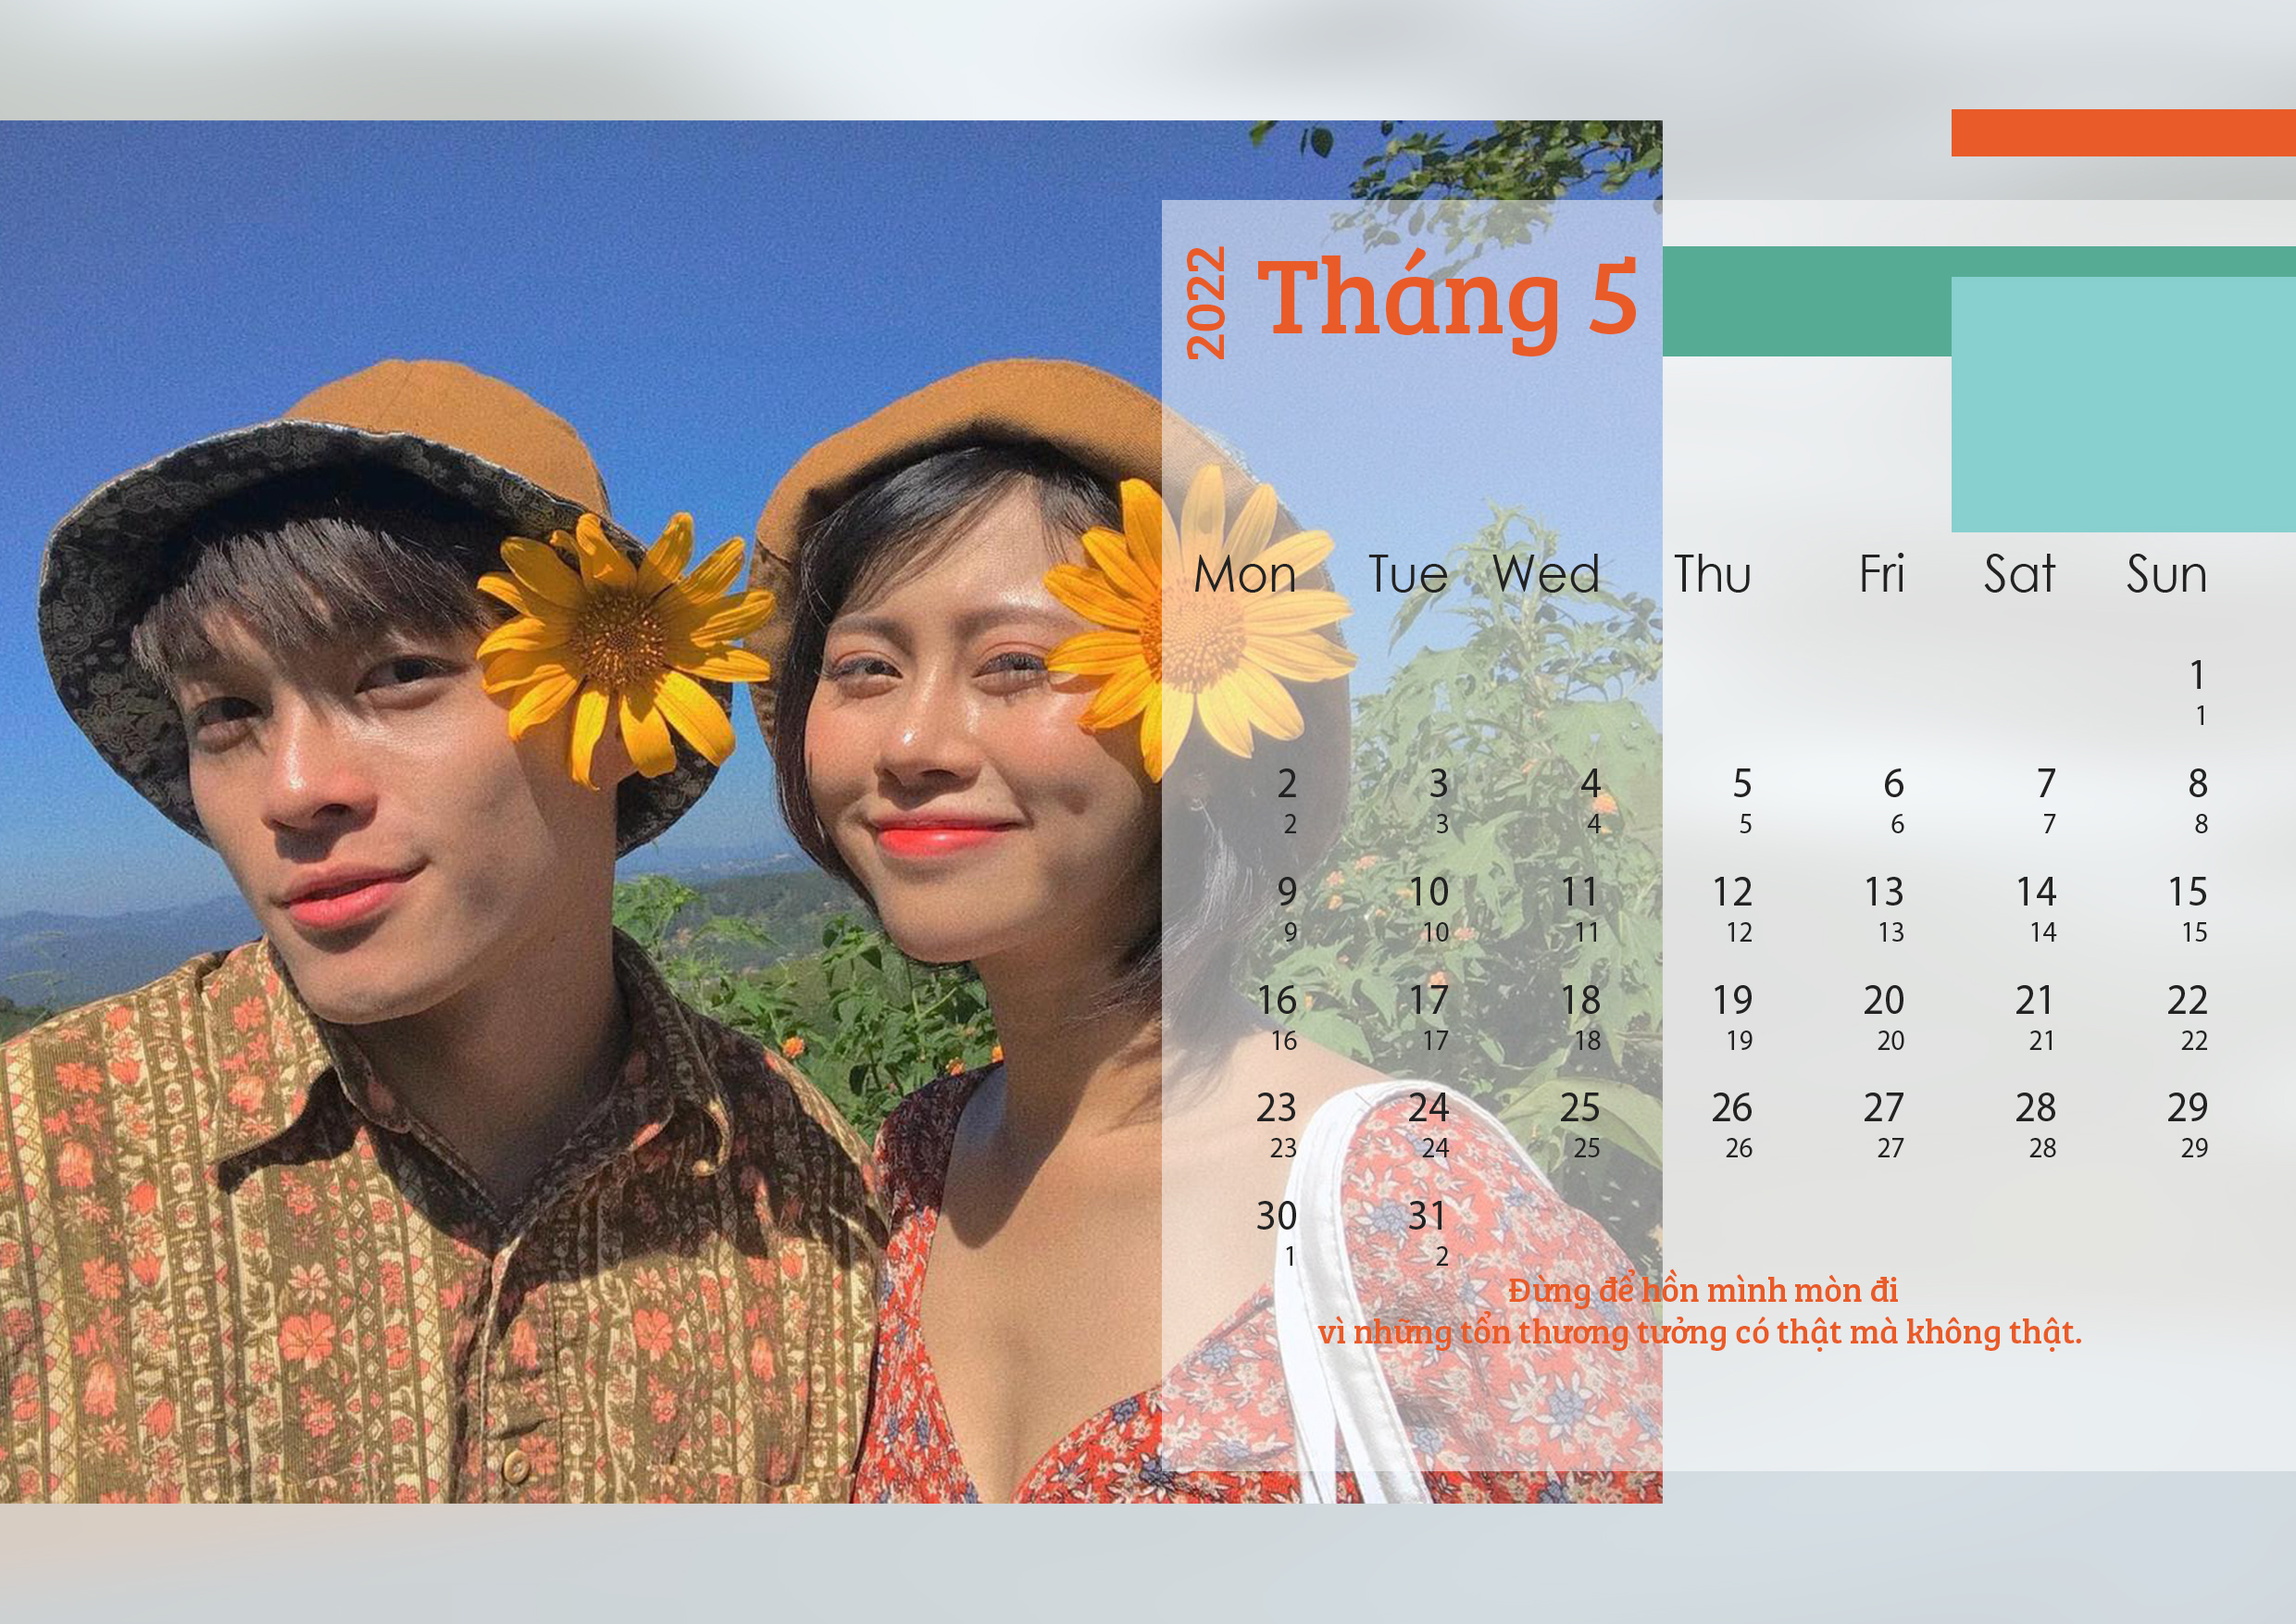 2022
Tháng 5
Mon Tue Wed Thu Fri Sat Sun
1
1
2 3 4 5 6 7 8
2 3 4 5 6 7 8
9 10 11 12 13 14 15
9 10 11 12 13 14 15
16 17 18 19 20 21 22
16 17 18 19 20 21 22
23 24 25 26 27 28 29
23 24 25 26 27 28 29
30 31
1 2
Đừng để hồn mình mòn đi
vì những tổn thương tưởng có thật mà không thật.